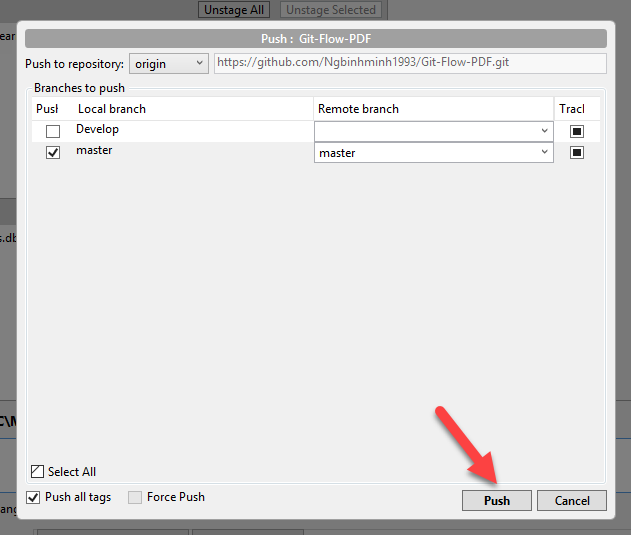 Unstage All Unstage Selected
ear
Push : Git-Flow-PDF
Push to repository: origin https://github.com/Ngbinhminh1993/Git-Flow-PDF.git
Branches to push
Push Local branch Remote branch Track
Develop
master master
s.db
C\M
Select All
Push all tags Force Push Push Cancel
ang